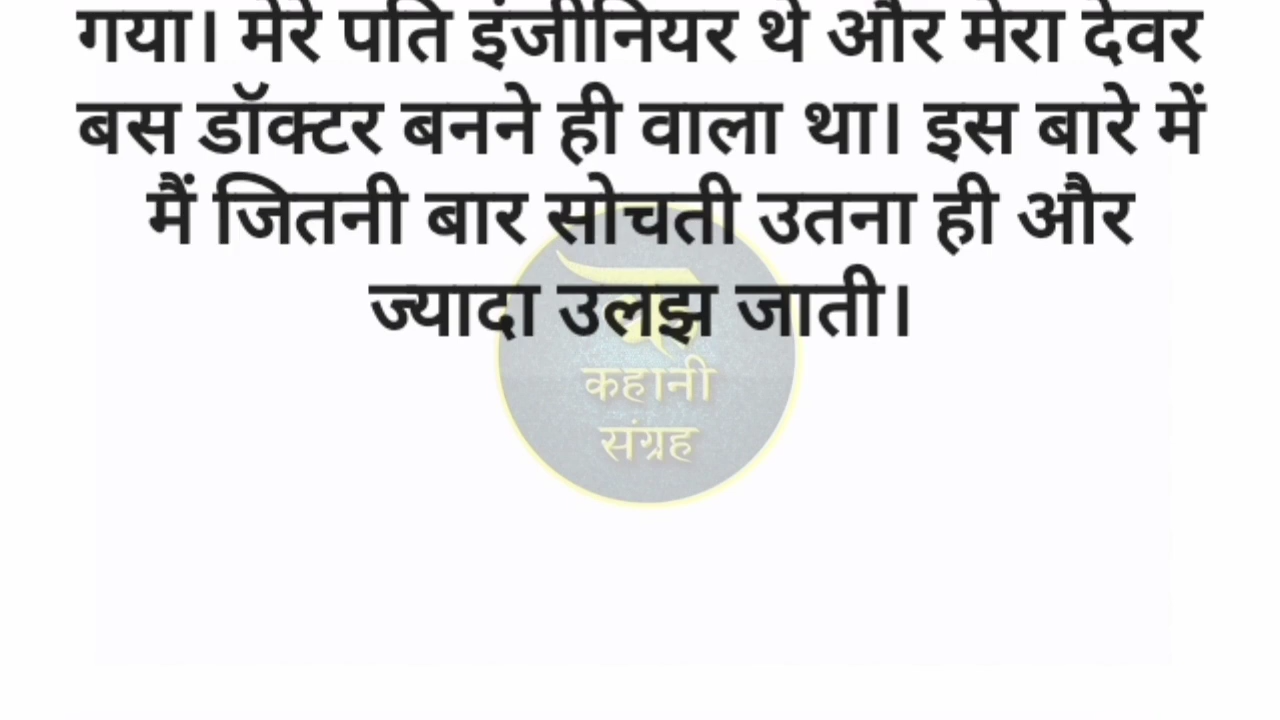 गया। मेरे पति इंजीनियर थे और मेरा देवर
बस डॉक्टर बनने ही वाला था। इस बारे में
मैं जितनी बार सोचती उतना ही और
ज्यादा उलझ जाती।
कहानी
संग्रह